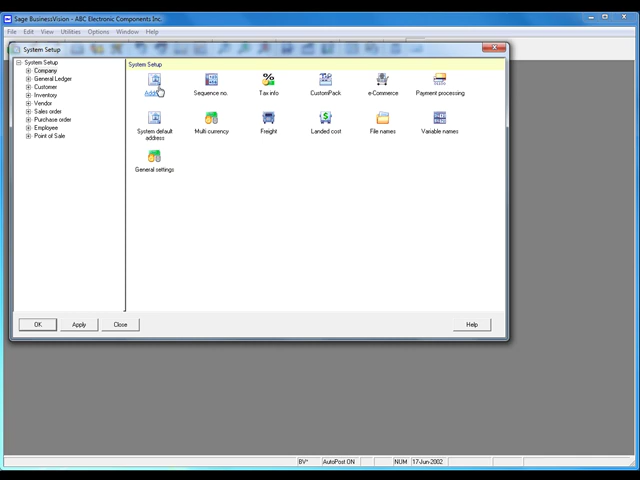 Sage BusinessVision - ABC Electronic Components Inc.
File Edit View Utilities Options Window Help
System Setup
System Setup
Company
General Ledger
Customer
Inventory
Vendor
Sales order
Purchase order
Employee
Point of Sale
System Setup
Sequence no.
Tax info
CustomPack
e-Commerce
Payment processing
System default address
Multi currency
Freight
Landed cost
File names
Variable names
General settings
OK Apply Close Help
BV* AutoPost ON NUM 17-Jun-2002